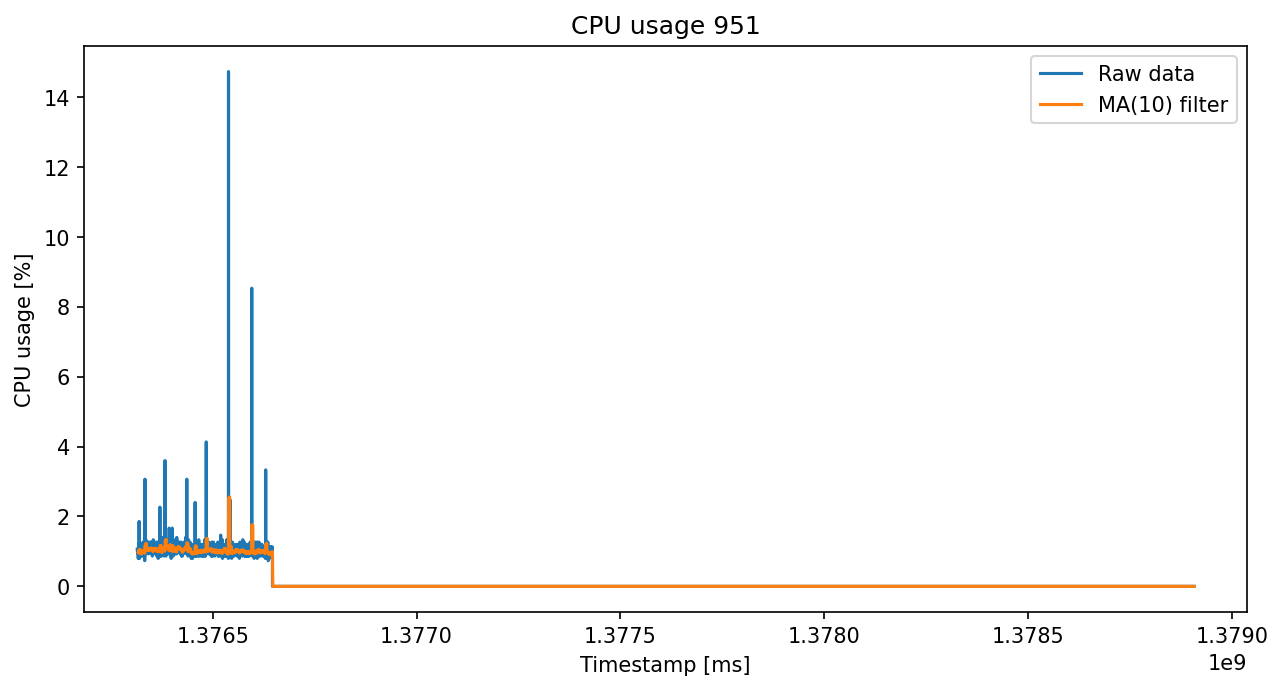 CPU usage 951
Raw data
MA(10) filter
CPU usage [%]
14
12
10
8
6
4
2
0
1.3765 1.3770 1.3775 1.3780 1.3785 1.3790
1e9
Timestamp [ms]